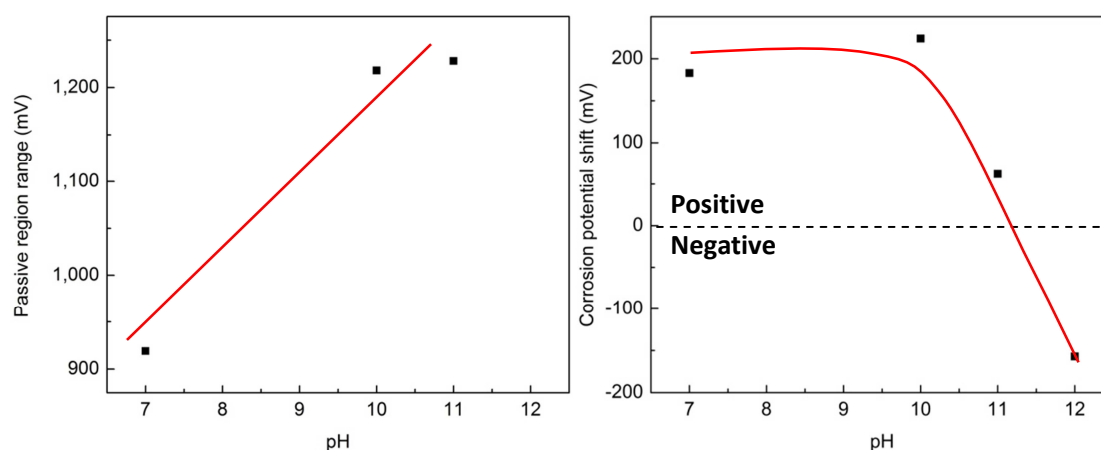 Passive region range (mV)
1,200
1,100
1,000
900
7 8 9 10 11 12
pH
Corrosion potential shift (mV)
200
100
0
-100
-200
Positive
Negative
7 8 9 10 11 12
pH